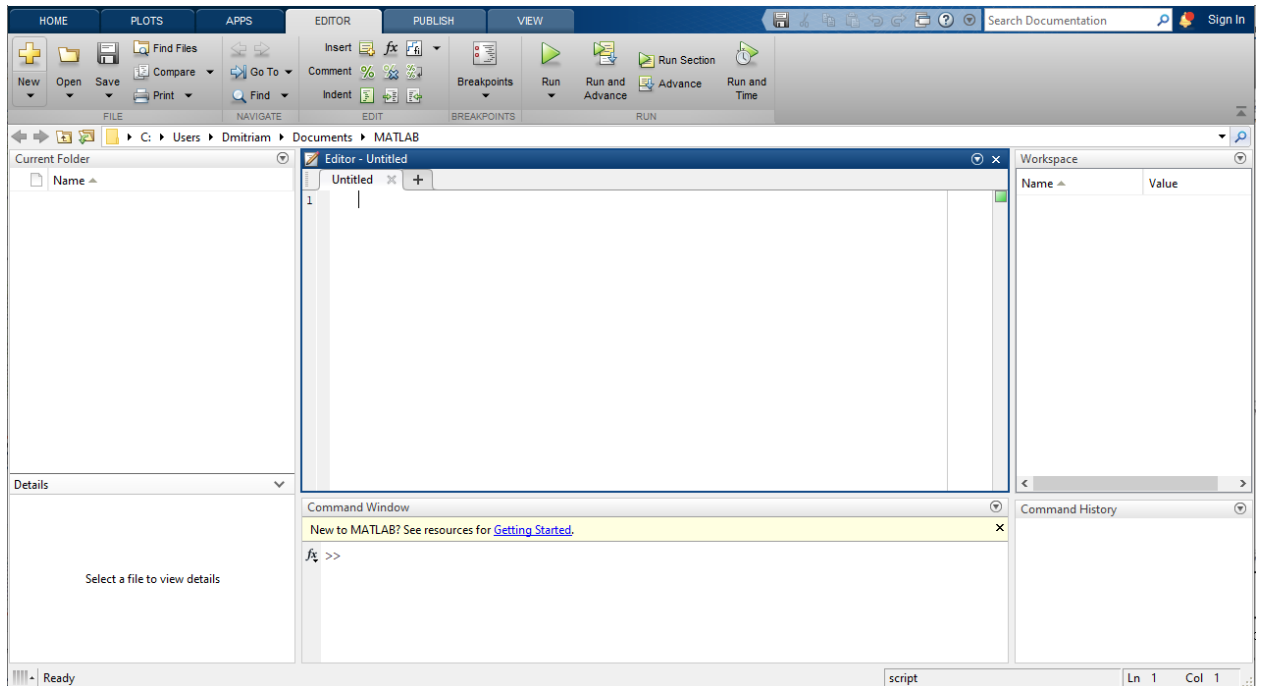 HOME PLOTS APPS EDITOR PUBLISH VIEW Search Documentation Sign In
New Open Save Find Files Compare Print
Go To Find
Insert fx
Comment %
Indent
Breakpoints
Run Run and Advance Run Section Advance Run and Time
FILE NAVIGATE EDIT BREAKPOINTS RUN
C: Users Dmitriam Documents MATLAB
Current Folder
Name
Editor - Untitled
Untitled +
1
Workspace
Name Value
Details
Select a file to view details
Command Window
New to MATLAB? See resources for Getting Started.
fx >>
Command History
Ready script Ln 1 Col 1